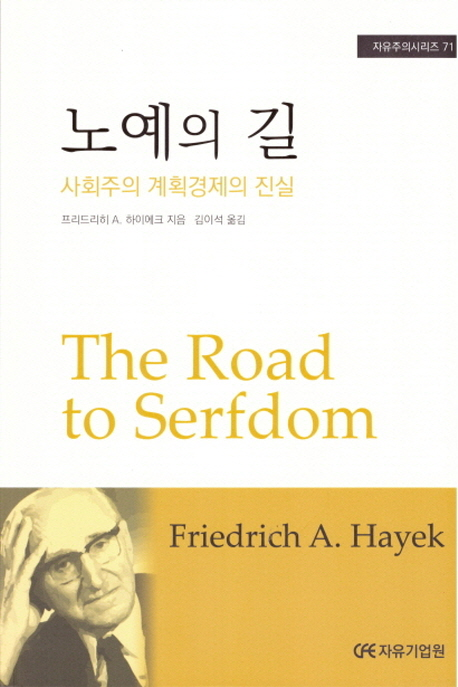 자유주의시리즈 71
노예의 길
사회주의 계획경제의 진실
프리드리히 A. 하이에크 지음 김이석 옮김
The Road
to Serfdom
Friedrich A. Hayek
CFE 자유기업원